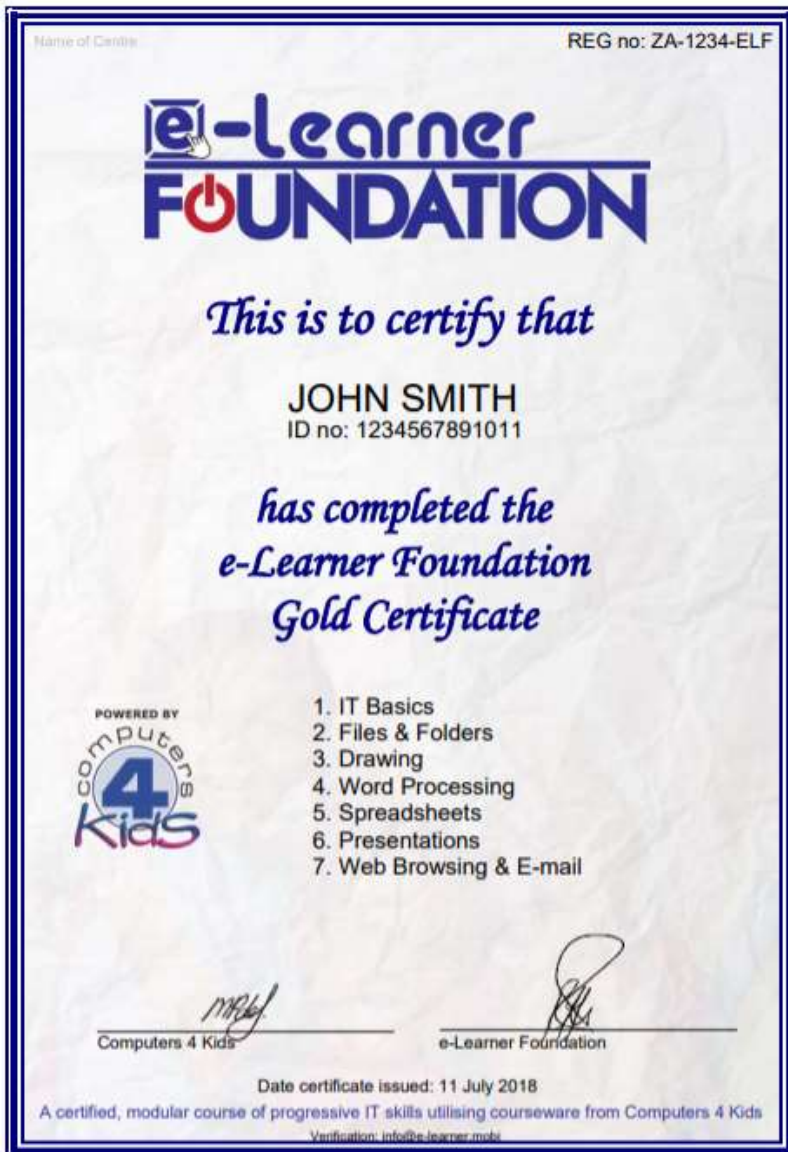 Name of Centre
REG no: ZA-1234-ELF
e-Learner
FOUNDATION
This is to certify that
JOHN SMITH
ID no: 1234567891011
has completed the
e-Learner Foundation
Gold Certificate
POWERED BY
computers
4
Kids
1. IT Basics
2. Files & Folders
3. Drawing
4. Word Processing
5. Spreadsheets
6. Presentations
7. Web Browsing & E-mail
Computers 4 Kids
e-Learner Foundation
Date certificate issued: 11 July 2018
A certified, modular course of progressive IT skills utilising courseware from Computers 4 Kids
Verification: info@e-learner.mobi